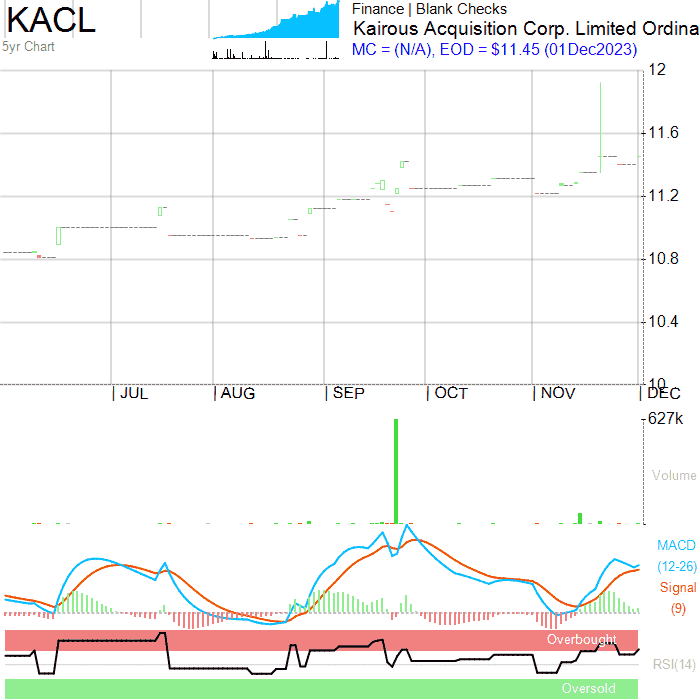 KACL
5yr Chart
Finance | Blank Checks
Kairous Acquisition Corp. Limited Ordina
MC = (N/A), EOD = $11.45 (01Dec2023)
12
11.6
11.2
10.8
10.4
10
| JUL | AUG | SEP | OCT | NOV | DEC
627k
Volume
MACD
(12-26)
Signal
(9)
Overbought
RSI(14)
Oversold